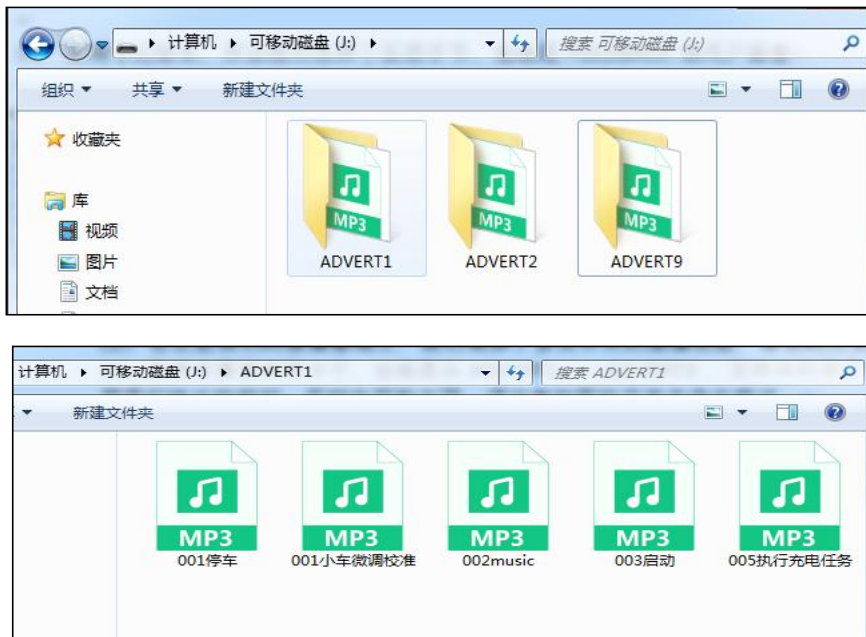 计算机 可移动磁盘 (J:) 搜索 可移动磁盘 (J:)
组织 共享 新建文件夹
收藏夹
库
视频
图片
文档
MP3 MP3 MP3
ADVERT1 ADVERT2 ADVERT9
计算机 可移动磁盘 (J:) ADVERT1 搜索 ADVERT1
新建文件夹
MP3 MP3 MP3 MP3 MP3
001停车 001小车微调校准 002music 003启动 005执行充电任务